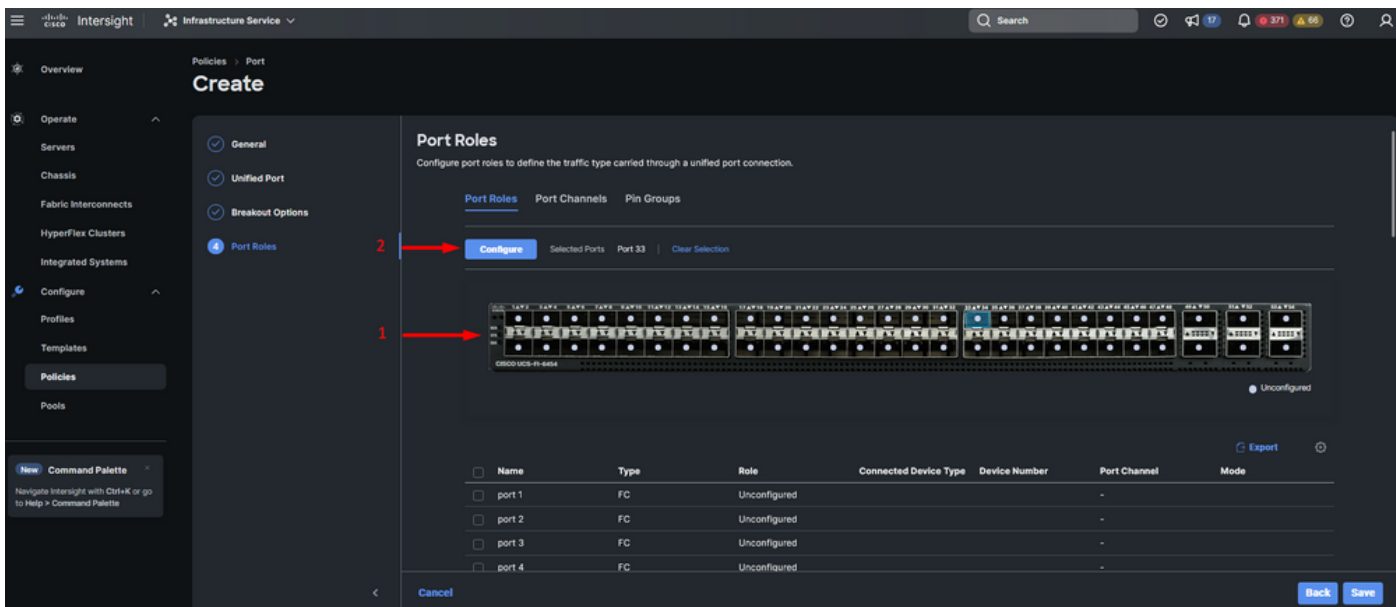 cisco Intersight Infrastructure Service Search 17 371 66
Overview
Policies > Port
Create
Operate
Servers
Chassis
Fabric Interconnects
HyperFlex Clusters
Integrated Systems
Configure
Profiles
Templates
Policies
Pools
New Command Palette ×
Navigate Intersight with Ctrl+K or go
to Help > Command Palette
General
Unified Port
Breakout Options
4 Port Roles
Port Roles
Configure port roles to define the traffic type carried through a unified port connection.
Port Roles Port Channels Pin Groups
2 Configure Selected Ports Port 33 | Clear Selection
1
CISCO UCS-FI-6454
Unconfigured
Export
Name Type Role Connected Device Type Device Number Port Channel Mode
port 1 FC Unconfigured -
port 2 FC Unconfigured -
port 3 FC Unconfigured -
port 4 FC Unconfigured -
Cancel Back Save